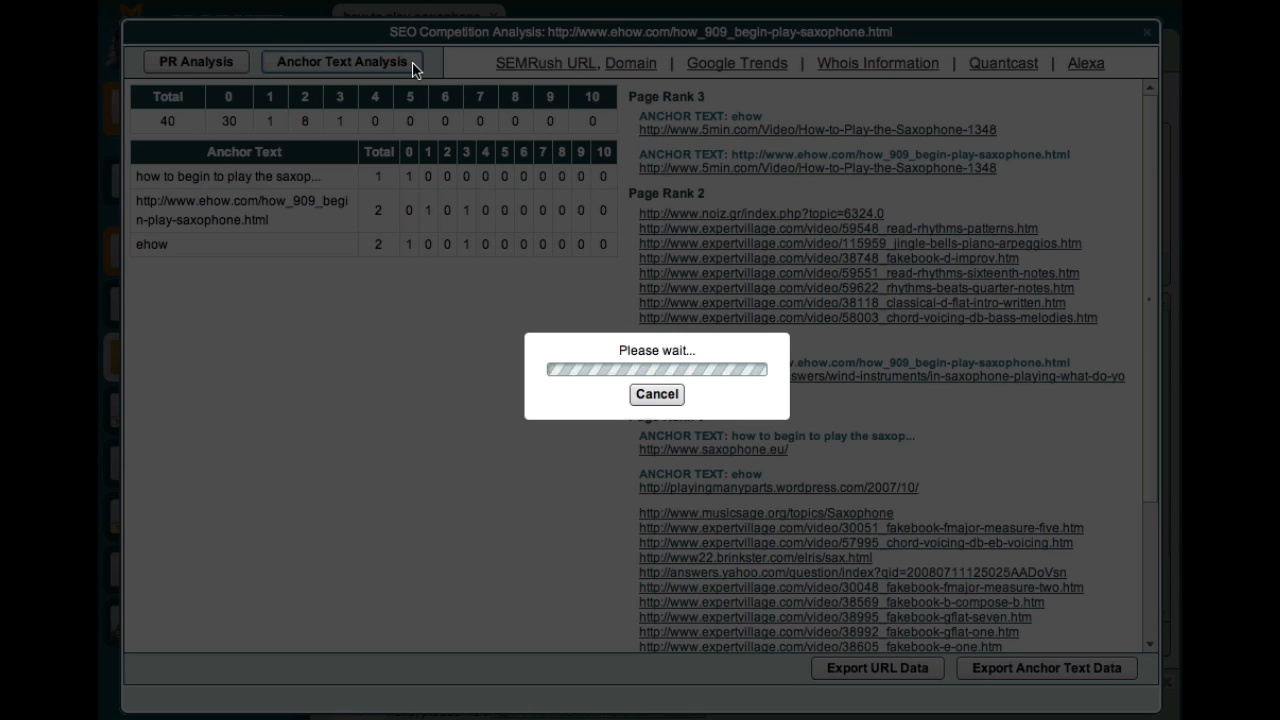 SEO Competition Analysis: http://www.ehow.com/how_909_begin-play-saxophone.html
PR Analysis
Anchor Text Analysis
SEMRush URL, Domain | Google Trends | Whois Information | Quantcast | Alexa
Total 0 1 2 3 4 5 6 7 8 9 10
40 30 1 8 1 0 0 0 0 0 0 0
Anchor Text Total 0 1 2 3 4 5 6 7 8 9 10
how to begin to play the saxop... 1 1 0 0 0 0 0 0 0 0 0 0
http://www.ehow.com/how_909_begi
n-play-saxophone.html 2 0 1 0 1 0 0 0 0 0 0 0
ehow 2 1 0 0 1 0 0 0 0 0 0 0
Page Rank 3
ANCHOR TEXT: ehow
http://www.5min.com/Video/How-to-Play-the-Saxophone-1348
ANCHOR TEXT: http://www.ehow.com/how_909_begin-play-saxophone.html
http://www.5min.com/Video/How-to-Play-the-Saxophone-1348
Page Rank 2
http://www.noiz.gr/index.php?topic=6324.0
http://www.expertvillage.com/video/59548_read-rhythms-patterns.htm
http://www.expertvillage.com/video/115959_jingle-bells-piano-arpeggios.htm
http://www.expertvillage.com/video/38748_fakebook-d-improv.htm
http://www.expertvillage.com/video/59551_read-rhythms-sixteenth-notes.htm
http://www.expertvillage.com/video/59622_rhythms-beats-quarter-notes.htm
http://www.expertvillage.com/video/38118_classical-d-flat-intro-written.htm
http://www.expertvillage.com/video/58003_chord-voicing-db-bass-melodies.htm
.ehow.com/how_909_begin-play-saxophone.html
swers/wind-instruments/in-saxophone-playing-what-do-yo
ANCHOR TEXT: how to begin to play the saxop...
http://www.saxophone.eu/
ANCHOR TEXT: ehow
http://playingmanyparts.wordpress.com/2007/10/
http://www.musicsage.org/topics/Saxophone
http://www.expertvillage.com/video/30051_fakebook-fmajor-measure-five.htm
http://www.expertvillage.com/video/57995_chord-voicing-db-eb-voicing.htm
http://www22.brinkster.com/elris/sax.html
http://answers.yahoo.com/question/index?qid=20080711125025AADoVsn
http://www.expertvillage.com/video/30048_fakebook-fmajor-measure-two.htm
http://www.expertvillage.com/video/38569_fakebook-b-compose-b.htm
http://www.expertvillage.com/video/38995_fakebook-gflat-seven.htm
http://www.expertvillage.com/video/38992_fakebook-gflat-one.htm
http://www.expertvillage.com/video/38605_fakebook-e-one.htm
Please wait...
Cancel
Export URL Data
Export Anchor Text Data